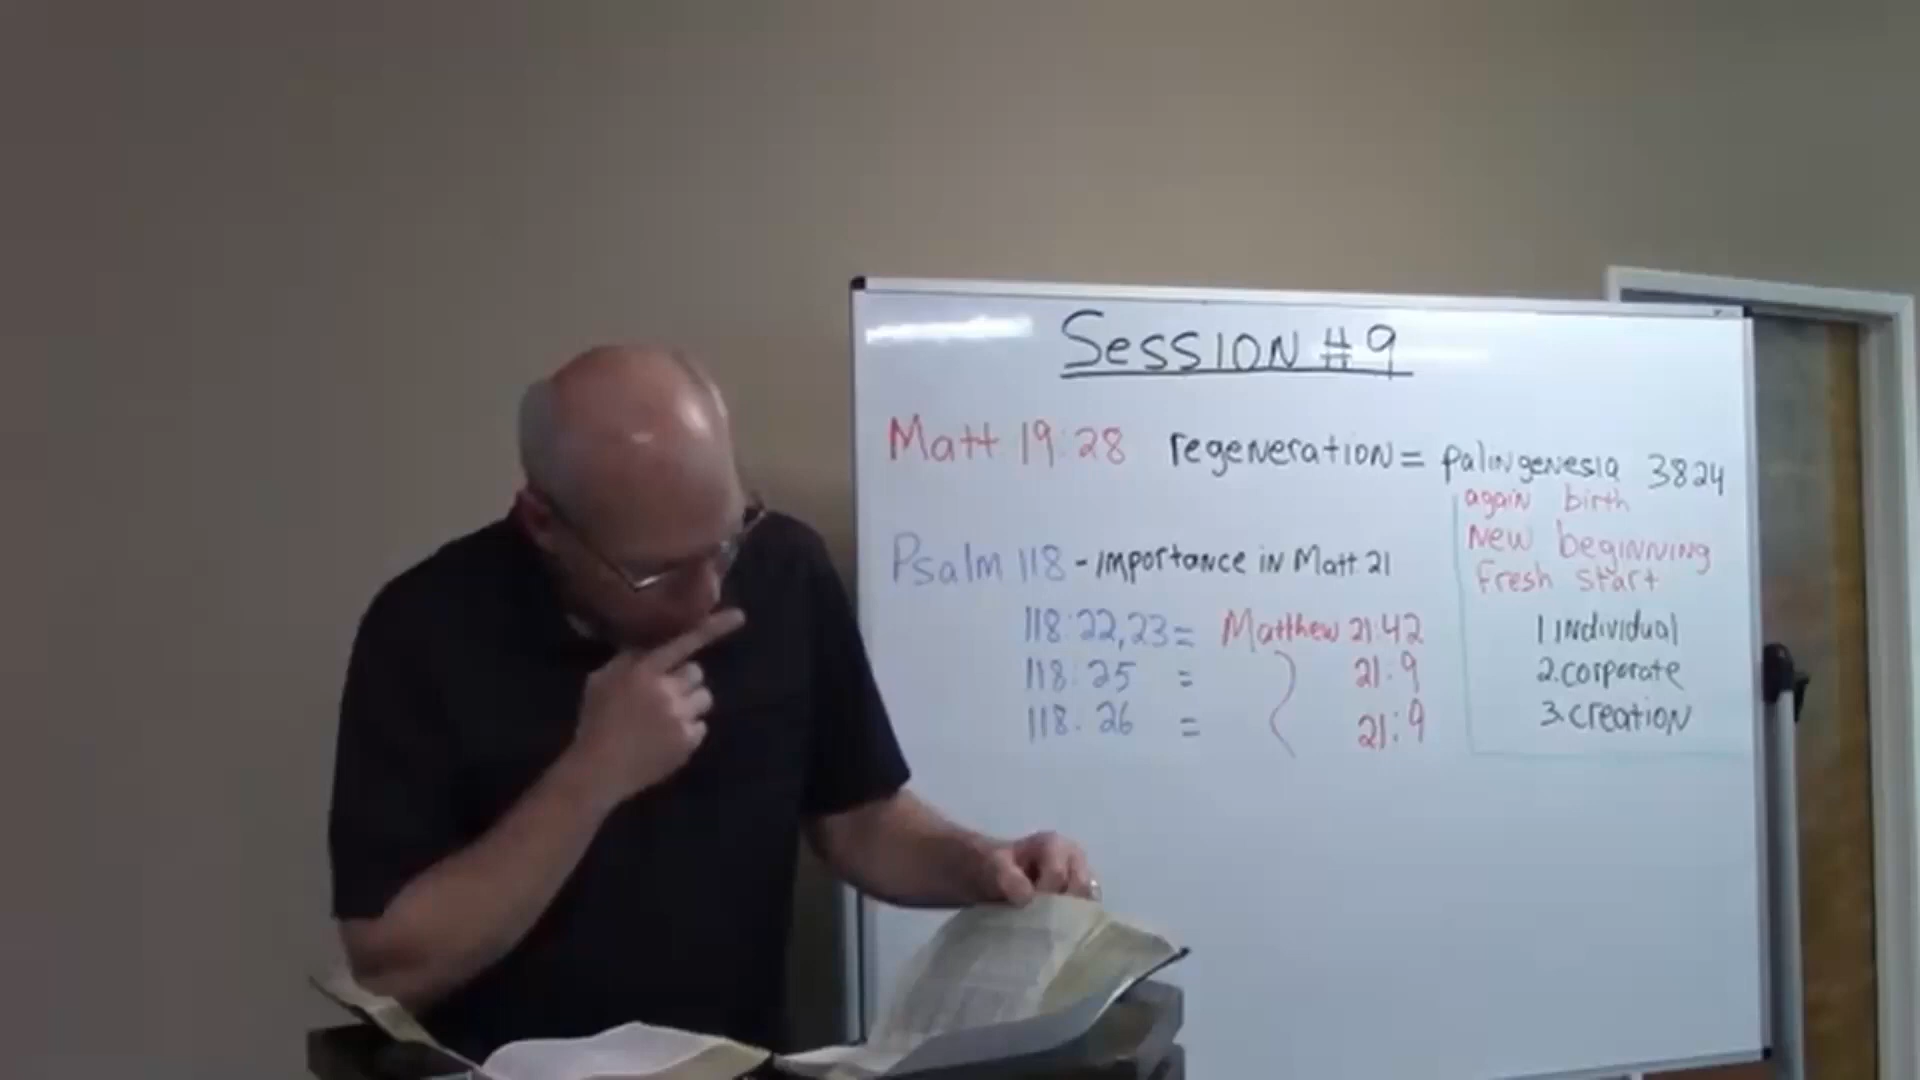 Session #9
Matt 19:28 regeneration = palingenesia 3824
again birth
New beginning
Fresh start
Psalm 118 - importance in Matt 21
118:22,23 = Matthew 21:42
118:25 = 21:9
118:26 = 21:9
1 individual
2. corporate
3. creation